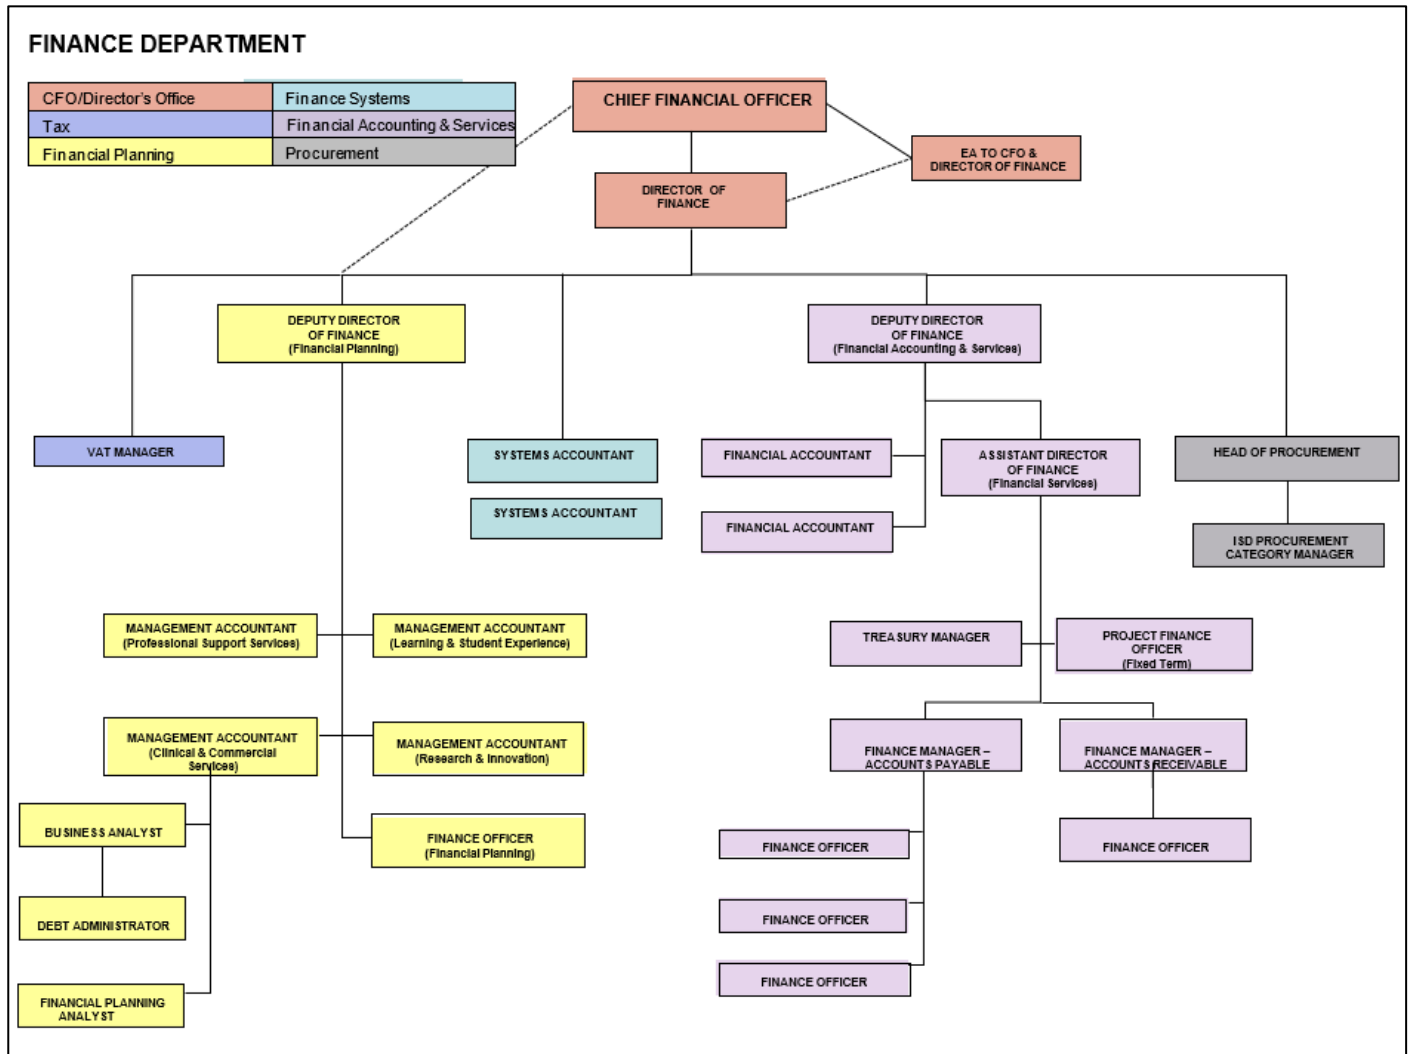 FINANCE DEPARTMENT
CFO/Director's Office
Finance Systems
Tax
Financial Accounting & Services
Financial Planning
Procurement
CHIEF FINANCIAL OFFICER
EA TO CFO &
DIRECTOR OF FINANCE
DIRECTOR OF
FINANCE
DEPUTY DIRECTOR
OF FINANCE
(Financial Planning)
DEPUTY DIRECTOR
OF FINANCE
(Financial Accounting & Services)
VAT MANAGER
SYSTEMS ACCOUNTANT
SYSTEMS ACCOUNTANT
FINANCIAL ACCOUNTANT
FINANCIAL ACCOUNTANT
ASSISTANT DIRECTOR
OF FINANCE
(Financial Services)
HEAD OF PROCUREMENT
ISD PROCUREMENT
CATEGORY MANAGER
MANAGEMENT ACCOUNTANT
(Professional Support Services)
MANAGEMENT ACCOUNTANT
(Learning & Student Experience)
TREASURY MANAGER
PROJECT FINANCE
OFFICER
(Fixed Term)
MANAGEMENT ACCOUNTANT
(Clinical & Commercial
Services)
MANAGEMENT ACCOUNTANT
(Research & Innovation)
FINANCE MANAGER –
ACCOUNTS PAYABLE
FINANCE MANAGER –
ACCOUNTS RECEIVABLE
BUSINESS ANALYST
FINANCE OFFICER
(Financial Planning)
FINANCE OFFICER
FINANCE OFFICER
DEBT ADMINISTRATOR
FINANCE OFFICER
FINANCE OFFICER
FINANCIAL PLANNING
ANALYST